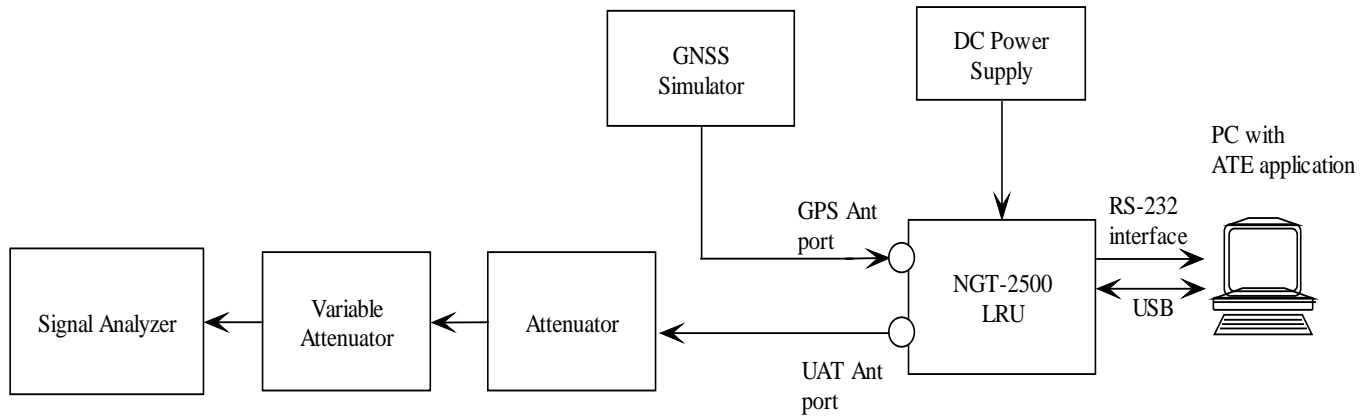 GNSS
Simulator
DC Power
Supply
PC with
ATE application
GPS Ant
port
RS-232
interface
Signal Analyzer
Variable
Attenuator
Attenuator
NGT-2500
LRU
USB
UAT Ant
port